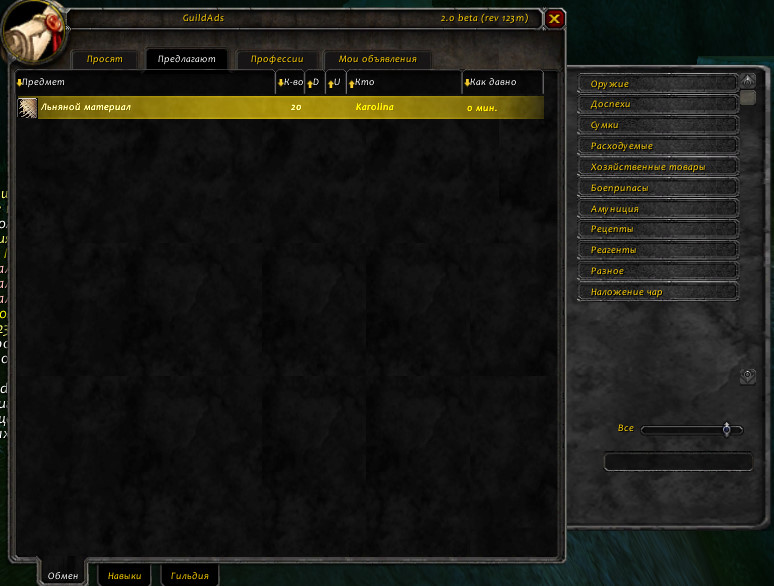 GuildAds 2.0 beta (rev 123m)
Просят Предлагают Профессии Мои объявления
Предмет К-во D U Кто Как давно
Льняной материал 20 Karolina 0 мин.
Оружие
Доспехи
Сумки
Расходуемые
Хозяйственные товары
Боеприпасы
Амуниция
Рецепты
Реагенты
Разное
Наложение чар
Все
Обмен Навыки Гильдия